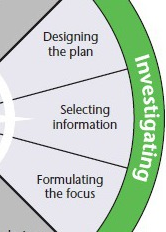 Designing
the plan
Selecting
information
Formulating
the focus
Investigating